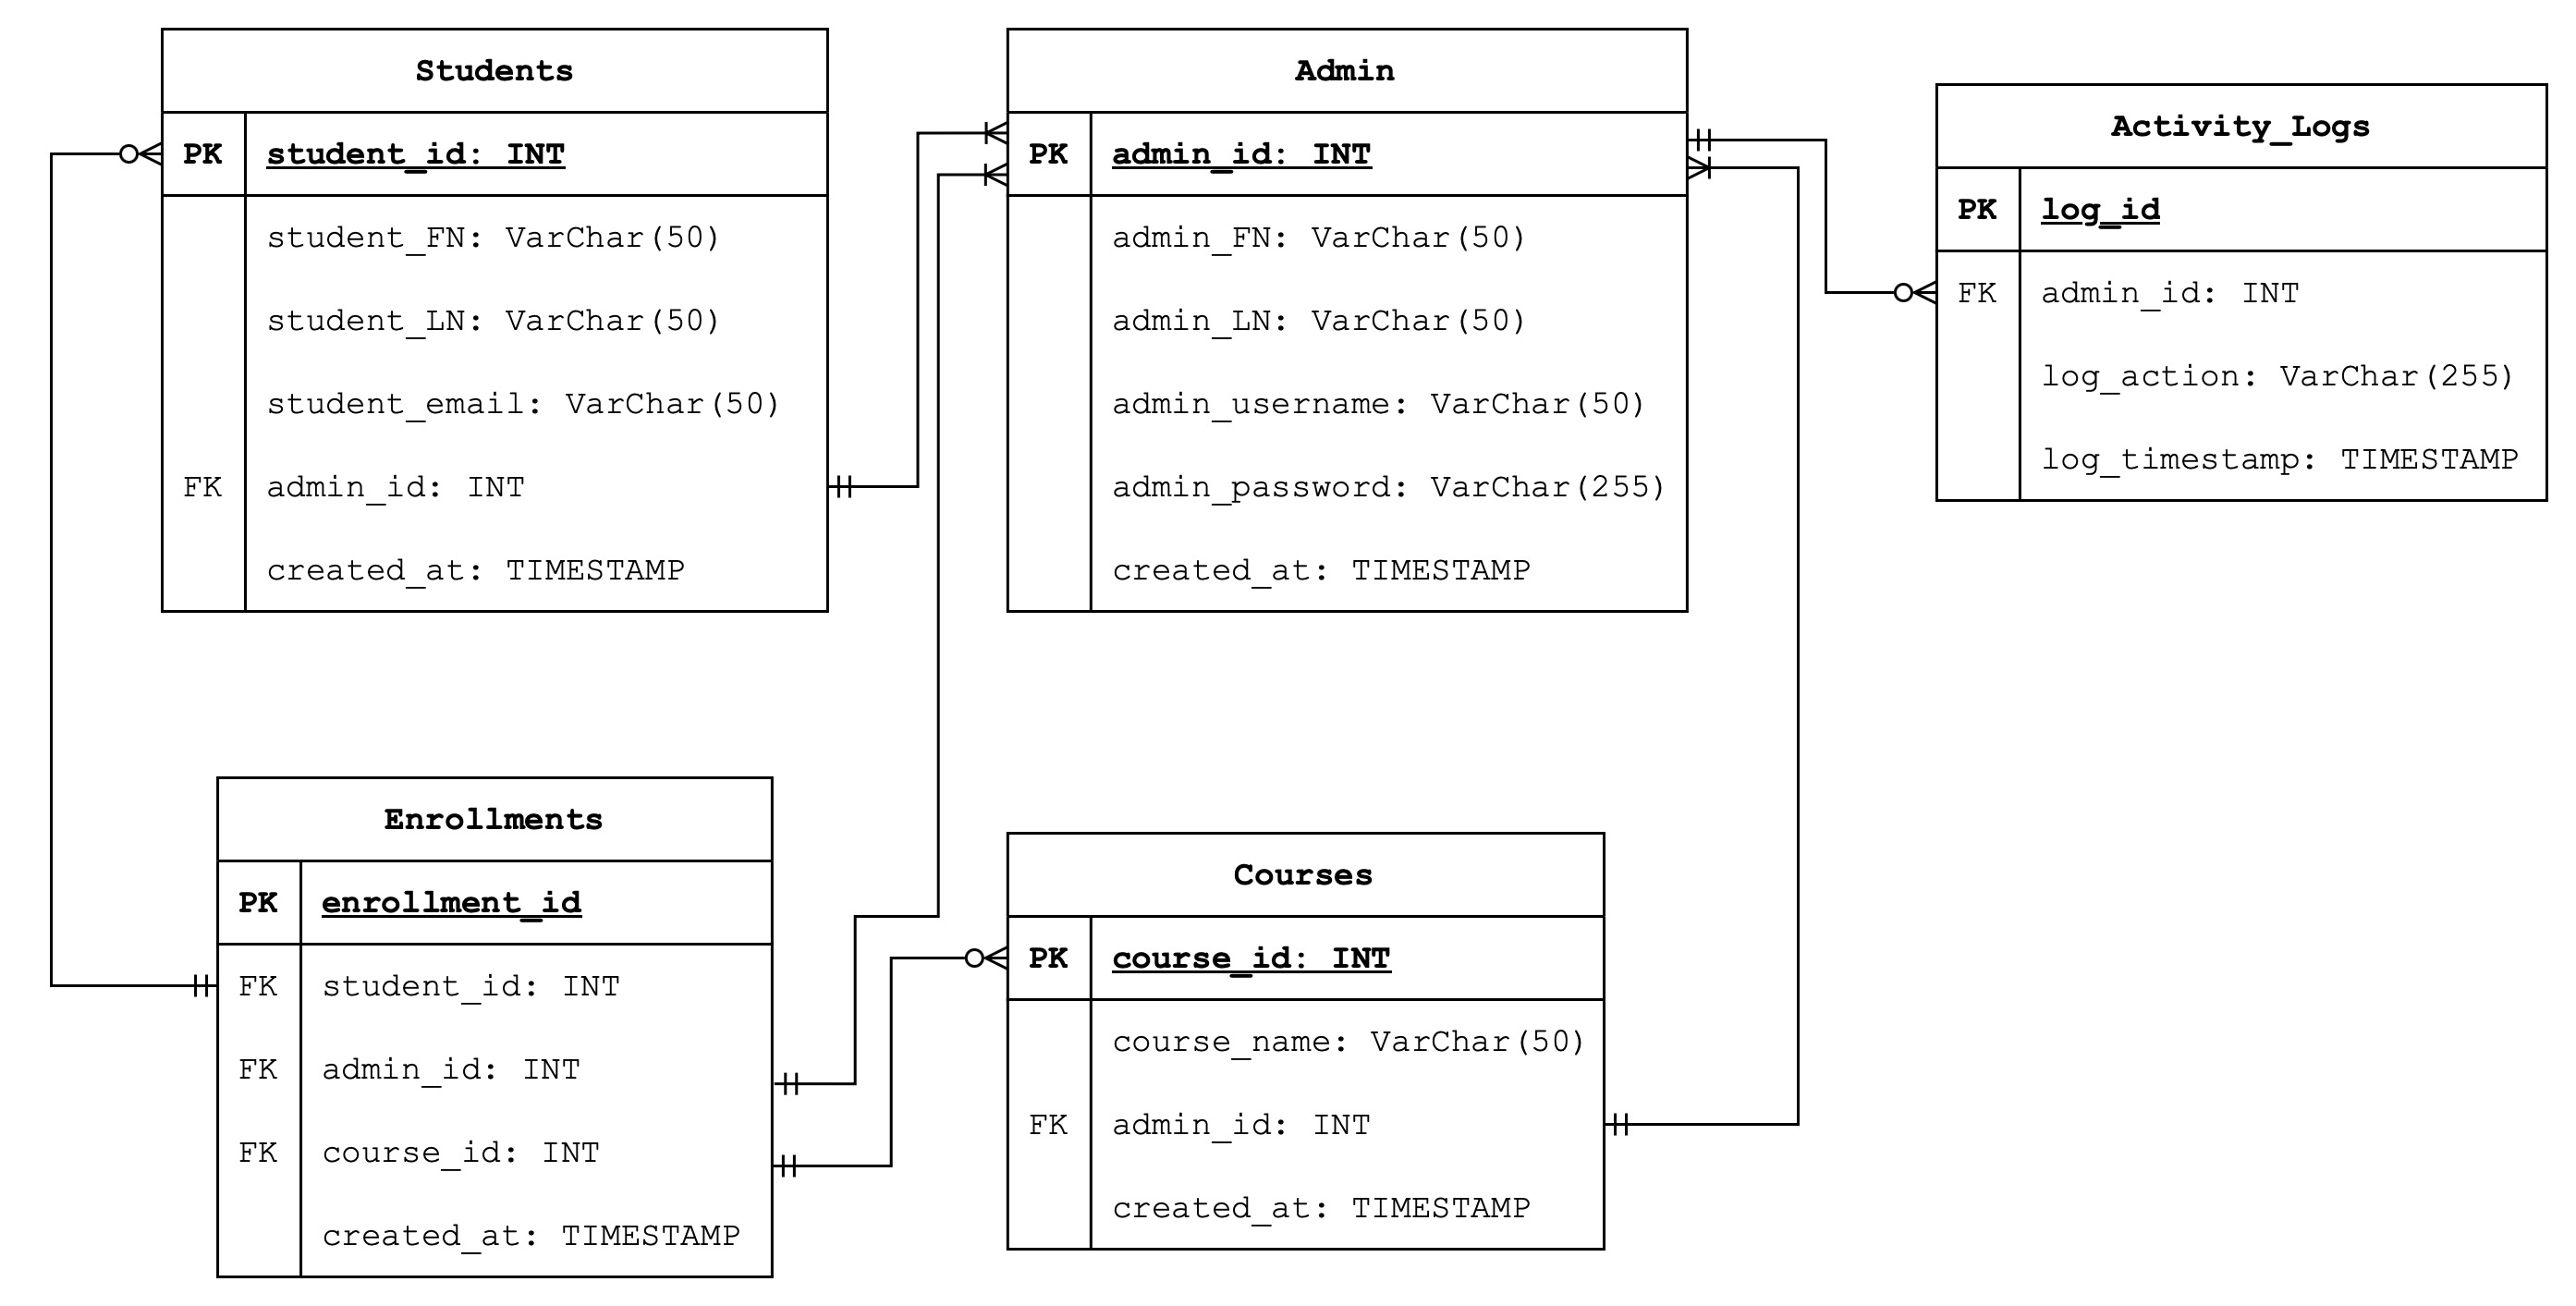 Students
PK student_id: INT
student_FN: VarChar(50)
student_LN: VarChar(50)
student_email: VarChar(50)
FK admin_id: INT
created_at: TIMESTAMP
Admin
PK admin_id: INT
admin_FN: VarChar(50)
admin_LN: VarChar(50)
admin_username: VarChar(50)
admin_password: VarChar(255)
created_at: TIMESTAMP
Activity_Logs
PK log_id
FK admin_id: INT
log_action: VarChar(255)
log_timestamp: TIMESTAMP
Enrollments
PK enrollment_id
FK student_id: INT
FK admin_id: INT
FK course_id: INT
created_at: TIMESTAMP
Courses
PK course_id: INT
course_name: VarChar(50)
FK admin_id: INT
created_at: TIMESTAMP